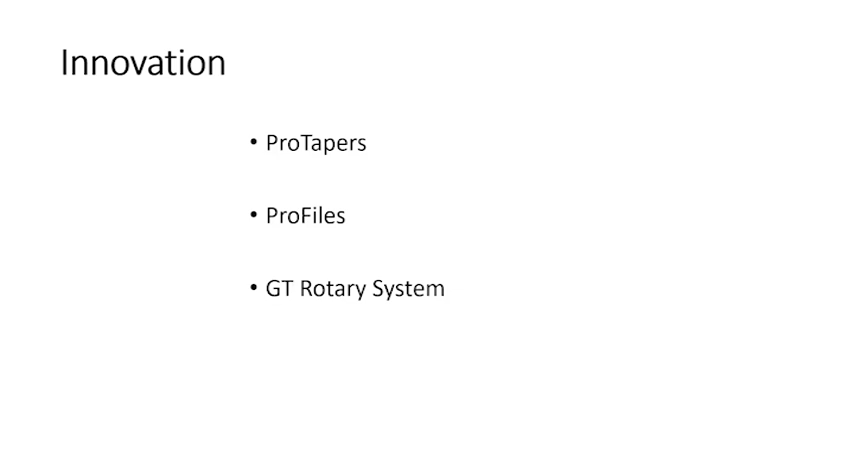 Innovation
• ProTapers
• ProFiles
• GT Rotary System